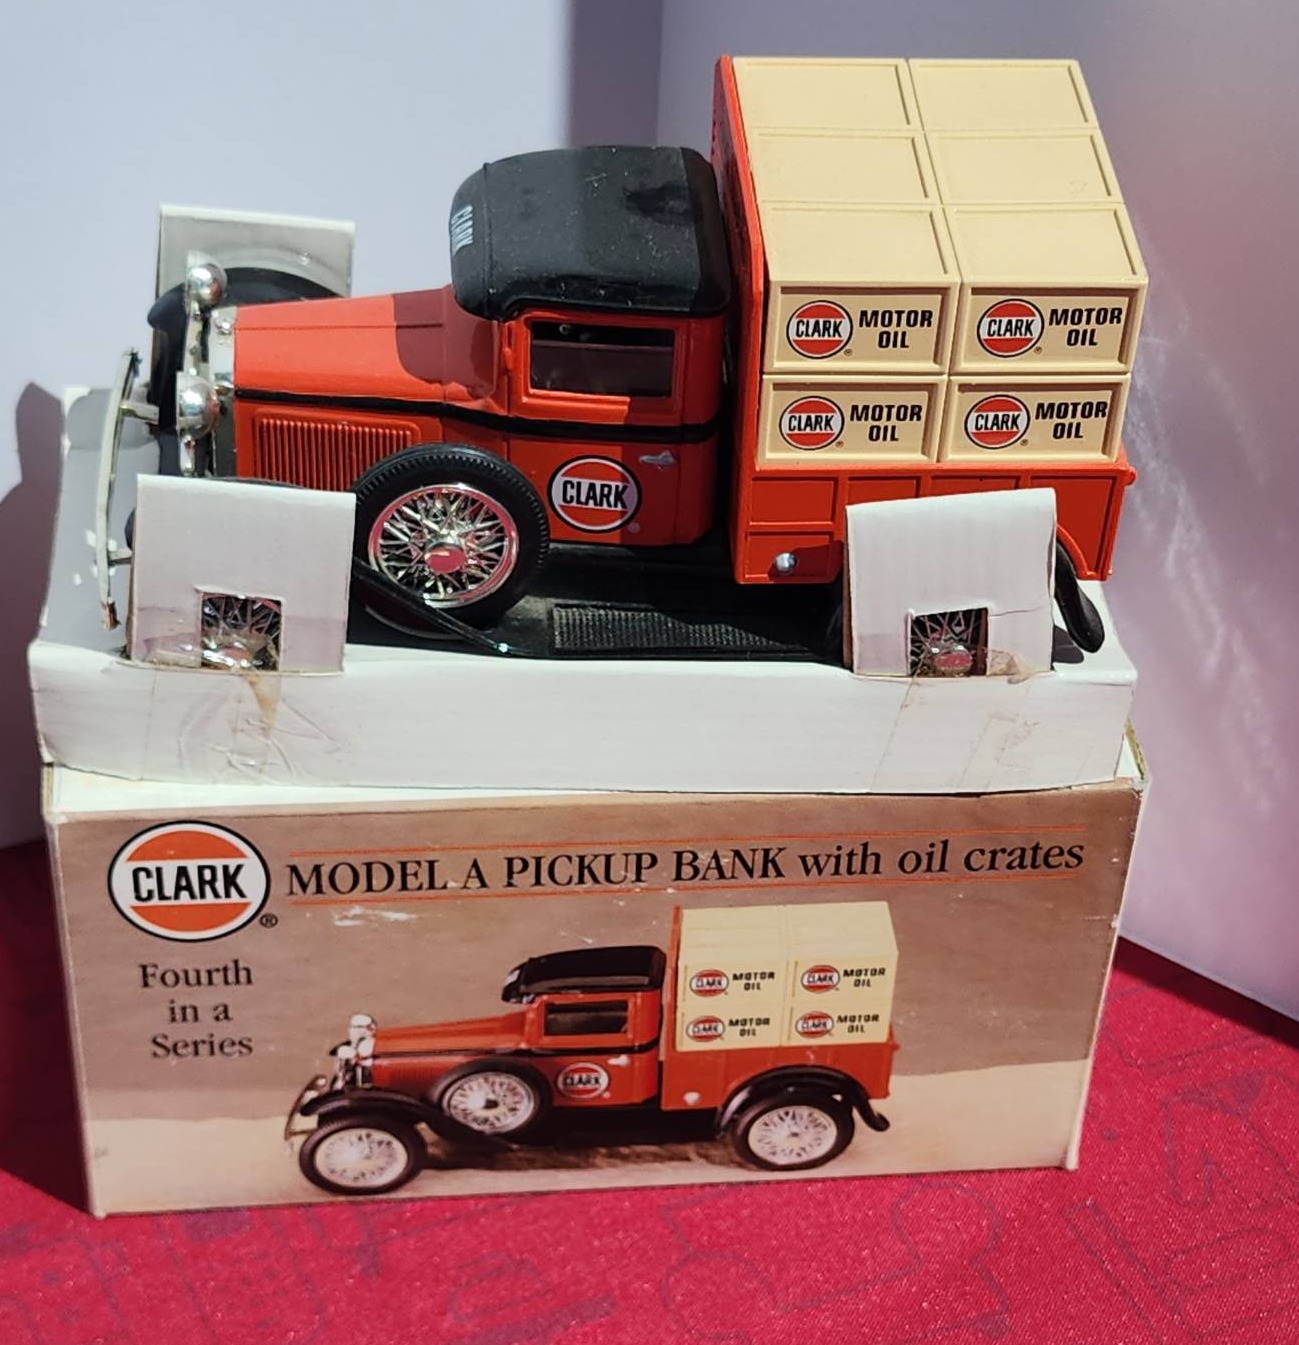 CLARK
CLARK MOTOR OIL
CLARK MOTOR OIL
CLARK MOTOR OIL
CLARK MOTOR OIL
CLARK ®
CLARK ®
MODEL A PICKUP BANK with oil crates
Fourth
in a
Series
CLARK MOTOR OIL
CLARK MOTOR OIL
CLARK MOTOR OIL
CLARK MOTOR OIL
CLARK